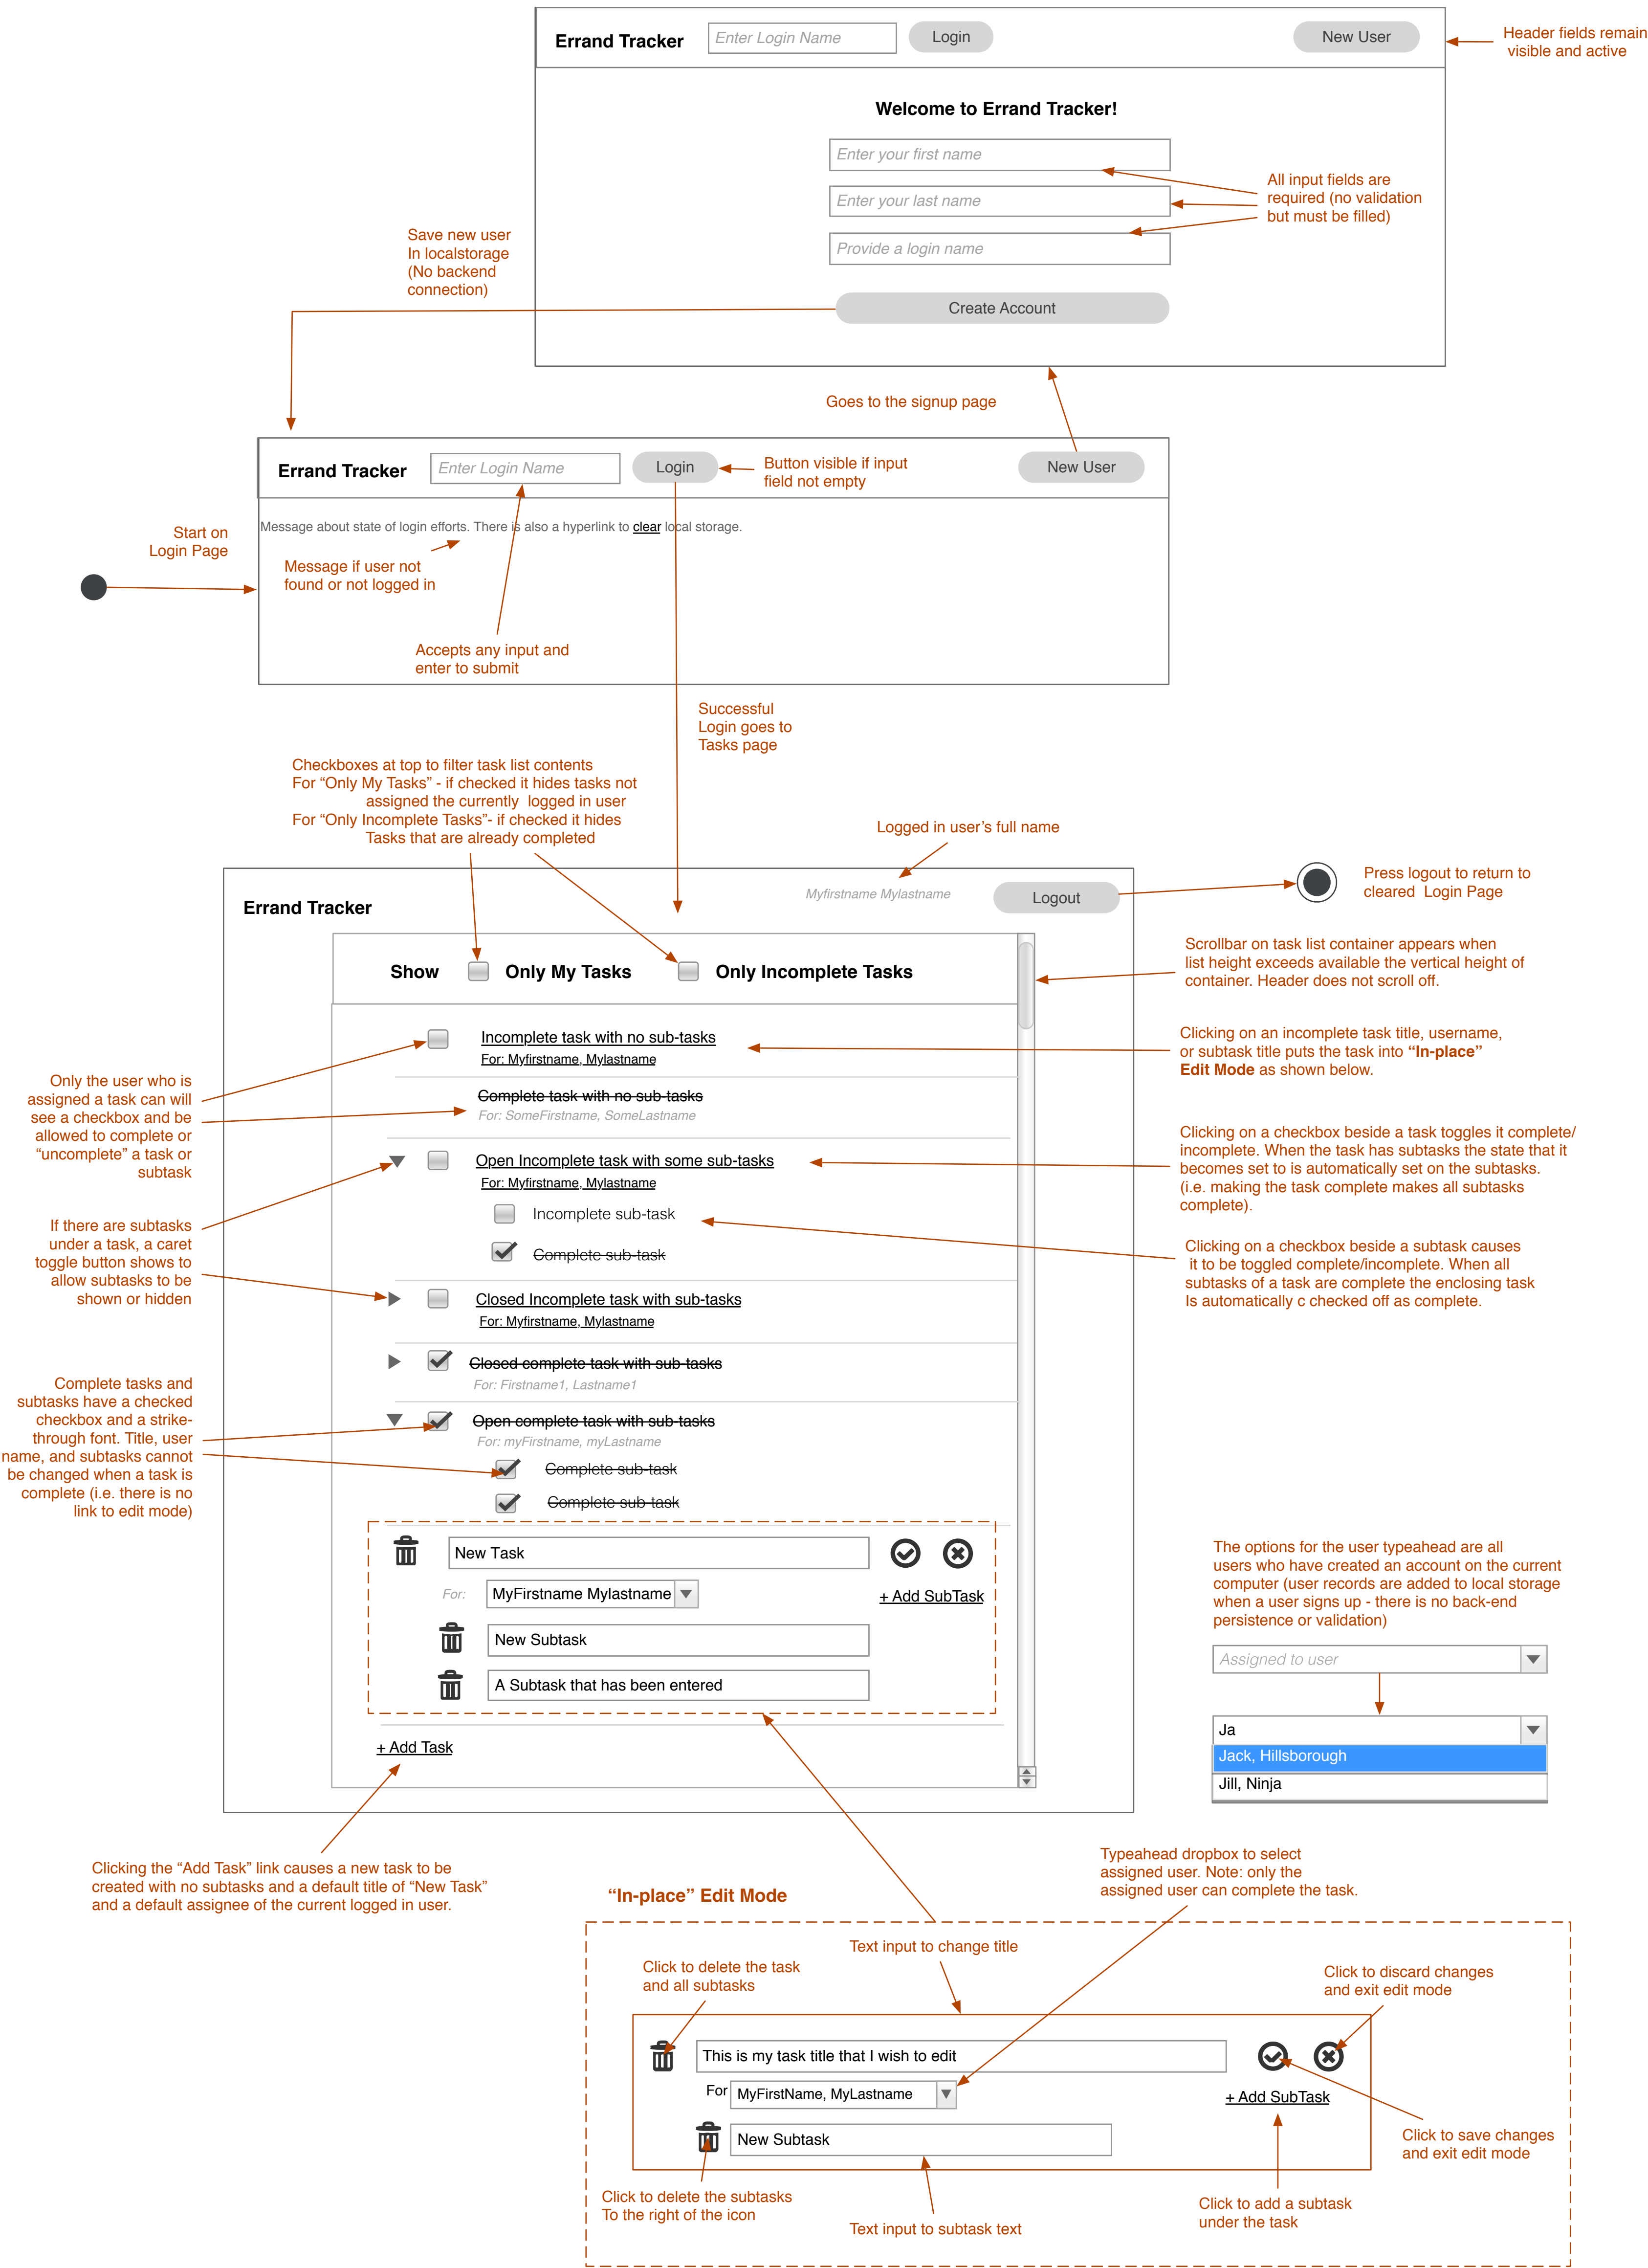 Errand Tracker
Enter Login Name
Login
New User
Header fields remain
visible and active
Welcome to Errand Tracker!
Enter your first name
Enter your last name
Provide a login name
All input fields are
required (no validation
but must be filled)
Create Account
Save new user
In localstorage
(No backend
connection)
Goes to the signup page
Errand Tracker
Enter Login Name
Login
Button visible if input
field not empty
New User
Message about state of login efforts. There is also a hyperlink to clear local storage.
Start on
Login Page
Message if user not
found or not logged in
Accepts any input and
enter to submit
Successful
Login goes to
Tasks page
Checkboxes at top to filter task list contents
For “Only My Tasks” - if checked it hides tasks not
assigned the currently logged in user
For “Only Incomplete Tasks”- if checked it hides
Tasks that are already completed
Logged in user’s full name
Errand Tracker
Myfirstname Mylastname
Logout
Press logout to return to
cleared Login Page
Show
Only My Tasks
Only Incomplete Tasks
Scrollbar on task list container appears when
list height exceeds available the vertical height of
container. Header does not scroll off.
Incomplete task with no sub-tasks
For: Myfirstname, Mylastname
Clicking on an incomplete task title, username,
or subtask title puts the task into “In-place”
Edit Mode as shown below.
Only the user who is
assigned a task can will
see a checkbox and be
allowed to complete or
“uncomplete” a task or
subtask
Complete task with no sub-tasks
For: SomeFirstname, SomeLastname
Open Incomplete task with some sub-tasks
For: Myfirstname, Mylastname
Incomplete sub-task
Complete sub-task
Clicking on a checkbox beside a task toggles it complete/
incomplete. When the task has subtasks the state that it
becomes set to is automatically set on the subtasks.
(i.e. making the task complete makes all subtasks
complete).
If there are subtasks
under a task, a caret
toggle button shows to
allow subtasks to be
shown or hidden
Clicking on a checkbox beside a subtask causes
it to be toggled complete/incomplete. When all
subtasks of a task are complete the enclosing task
Is automatically c checked off as complete.
Closed Incomplete task with sub-tasks
For: Myfirstname, Mylastname
Closed complete task with sub-tasks
For: Firstname1, Lastname1
Complete tasks and
subtasks have a checked
checkbox and a strike-
through font. Title, user
name, and subtasks cannot
be changed when a task is
complete (i.e. there is no
link to edit mode)
Open complete task with sub-tasks
For: myFirstname, myLastname
Complete sub-task
Complete sub-task
New Task
For:
MyFirstname Mylastname
+ Add SubTask
New Subtask
A Subtask that has been entered
+ Add Task
The options for the user typeahead are all
users who have created an account on the current
computer (user records are added to local storage
when a user signs up - there is no back-end
persistence or validation)
Assigned to user
Ja
Jack, Hillsborough
Jill, Ninja
Clicking the “Add Task” link causes a new task to be
created with no subtasks and a default title of “New Task”
and a default assignee of the current logged in user.
Typeahead dropbox to select
assigned user. Note: only the
assigned user can complete the task.
“In-place” Edit Mode
Text input to change title
Click to delete the task
and all subtasks
Click to discard changes
and exit edit mode
This is my task title that I wish to edit
For
MyFirstName, MyLastname
+ Add SubTask
New Subtask
Click to save changes
and exit edit mode
Click to delete the subtasks
To the right of the icon
Text input to subtask text
Click to add a subtask
under the task